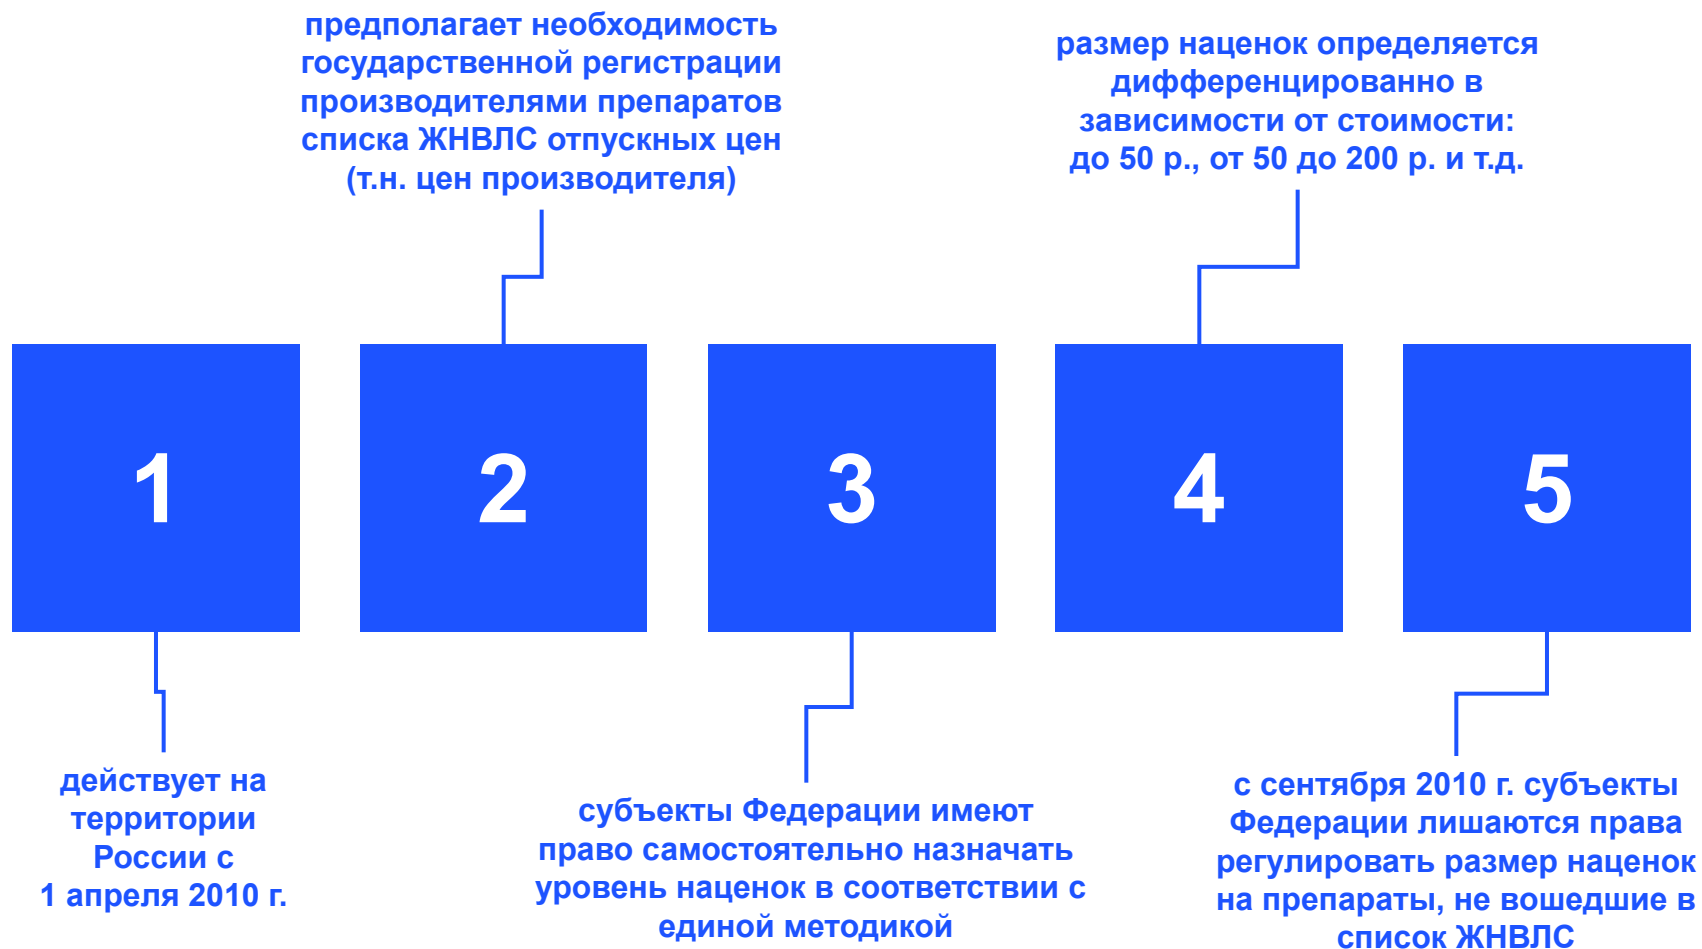 предполагает необходимость
государственной регистрации
производителями препаратов
списка ЖНВЛС отпускных цен
(т.н. цен производителя)
размер наценок определяется
дифференцированно в
зависимости от стоимости:
до 50 р., от 50 до 200 р. и т.д.
1
2
3
4
5
действует на
территории
России с
1 апреля 2010 г.
субъекты Федерации имеют
право самостоятельно назначать
уровень наценок в соответствии с
единой методикой
с сентября 2010 г. субъекты
Федерации лишаются права
регулировать размер наценок
на препараты, не вошедшие в
список ЖНВЛС